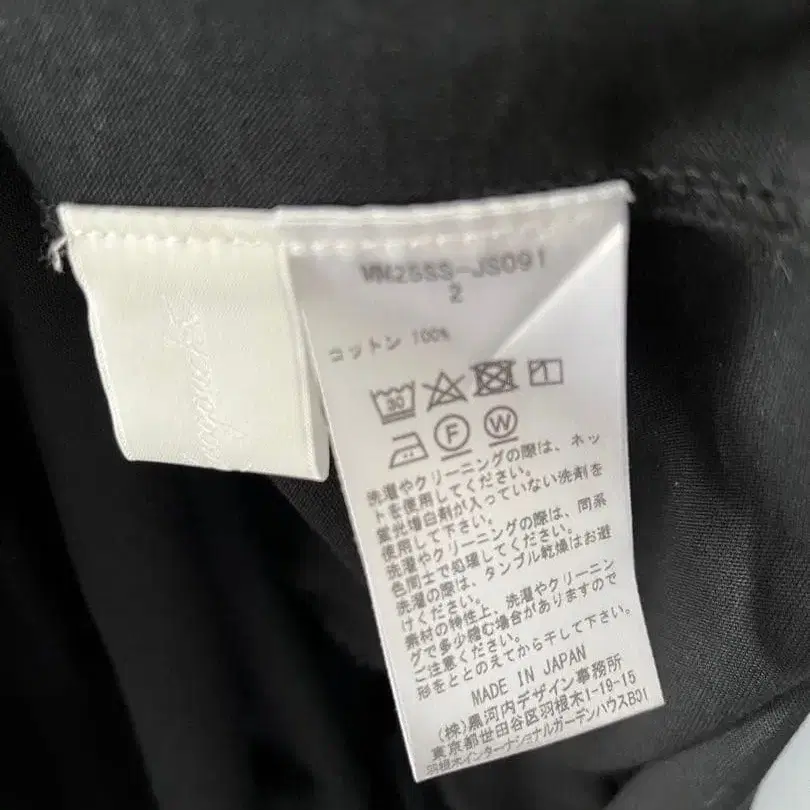 MM25SS-JS091
2
コットン 100%
30
F
W
洗濯やクリーニングの際は、ネッ
トを使用してください。
蛍光増白剤が入っていない洗剤を
使用して下さい。
洗濯やクリーニングの際は、同系
色同士で処理してください。
洗濯の際は、タンブル乾燥はお避
けください。
素材の特性上、洗濯やクリーニン
グで多少縮む場合がありますので
ご注意ください。
形をととのえてから干して下さい。
MADE IN JAPAN
(株)黒河内デザイン事務所
東京都世田谷区羽根木1-19-15
羽根木インターナショナルガーデンハウスB01